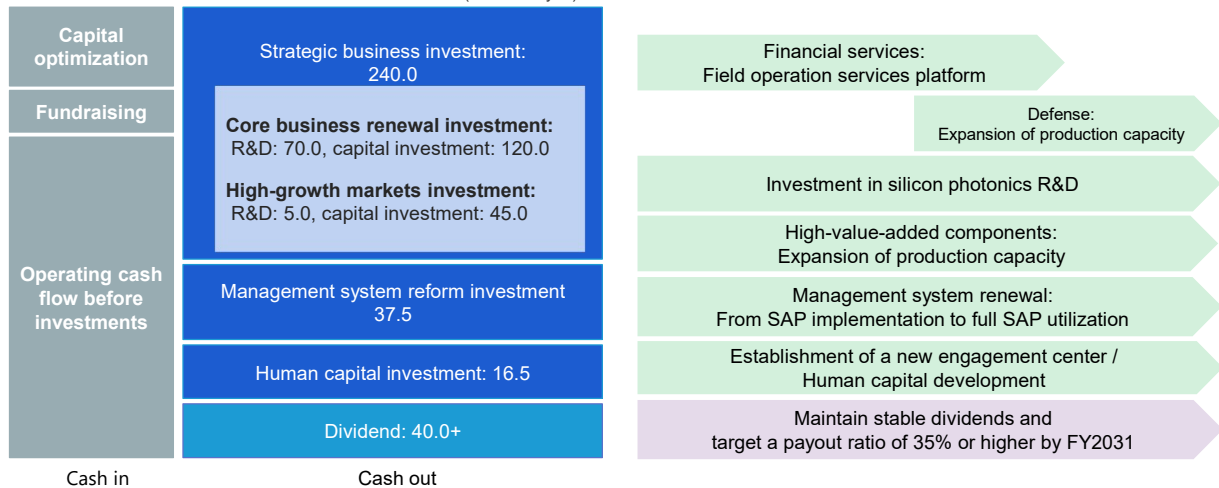 Capital
optimization
Fundraising
Operating cash
flow before
investments
Cash in
Strategic business investment:
240.0
Core business renewal investment:
R&D: 70.0, capital investment: 120.0
High-growth markets investment:
R&D: 5.0, capital investment: 45.0
Management system reform investment
37.5
Human capital investment: 16.5
Dividend: 40.0+
Cash out
Financial services:
Field operation services platform
Defense:
Expansion of production capacity
Investment in silicon photonics R&D
High-value-added components:
Expansion of production capacity
Management system renewal:
From SAP implementation to full SAP utilization
Establishment of a new engagement center /
Human capital development
Maintain stable dividends and
target a payout ratio of 35% or higher by FY2031